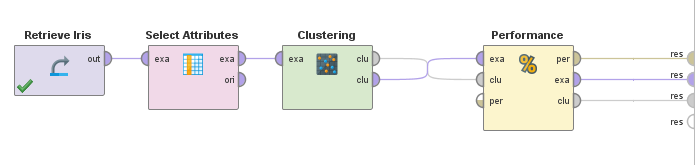 Retrieve Iris
out
Select Attributes
exa exa
ori
Clustering
exa clu
clu
Performance
exa per
clu exa
per clu
res
res
res
res